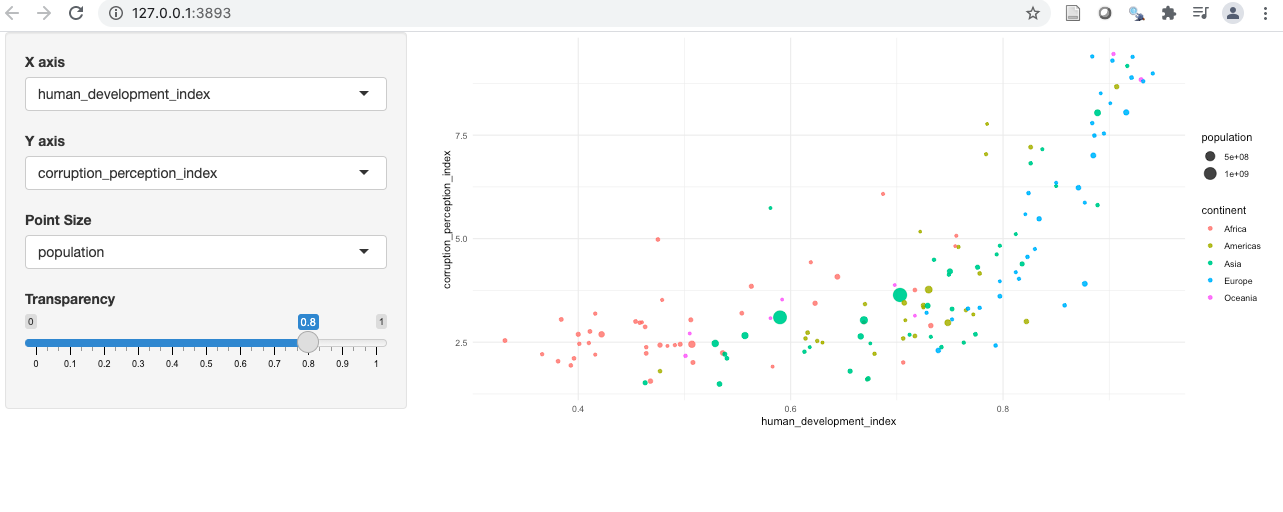 127.0.0.1:3893
X axis
human_development_index
Y axis
corruption_perception_index
Point Size
population
Transparency
0 0.8 1
0 0.1 0.2 0.3 0.4 0.5 0.6 0.7 0.8 0.9 1
corruption_perception_index
7.5
5.0
2.5
0.4 0.6 0.8
human_development_index
population
5e+08
1e+09
continent
Africa
Americas
Asia
Europe
Oceania